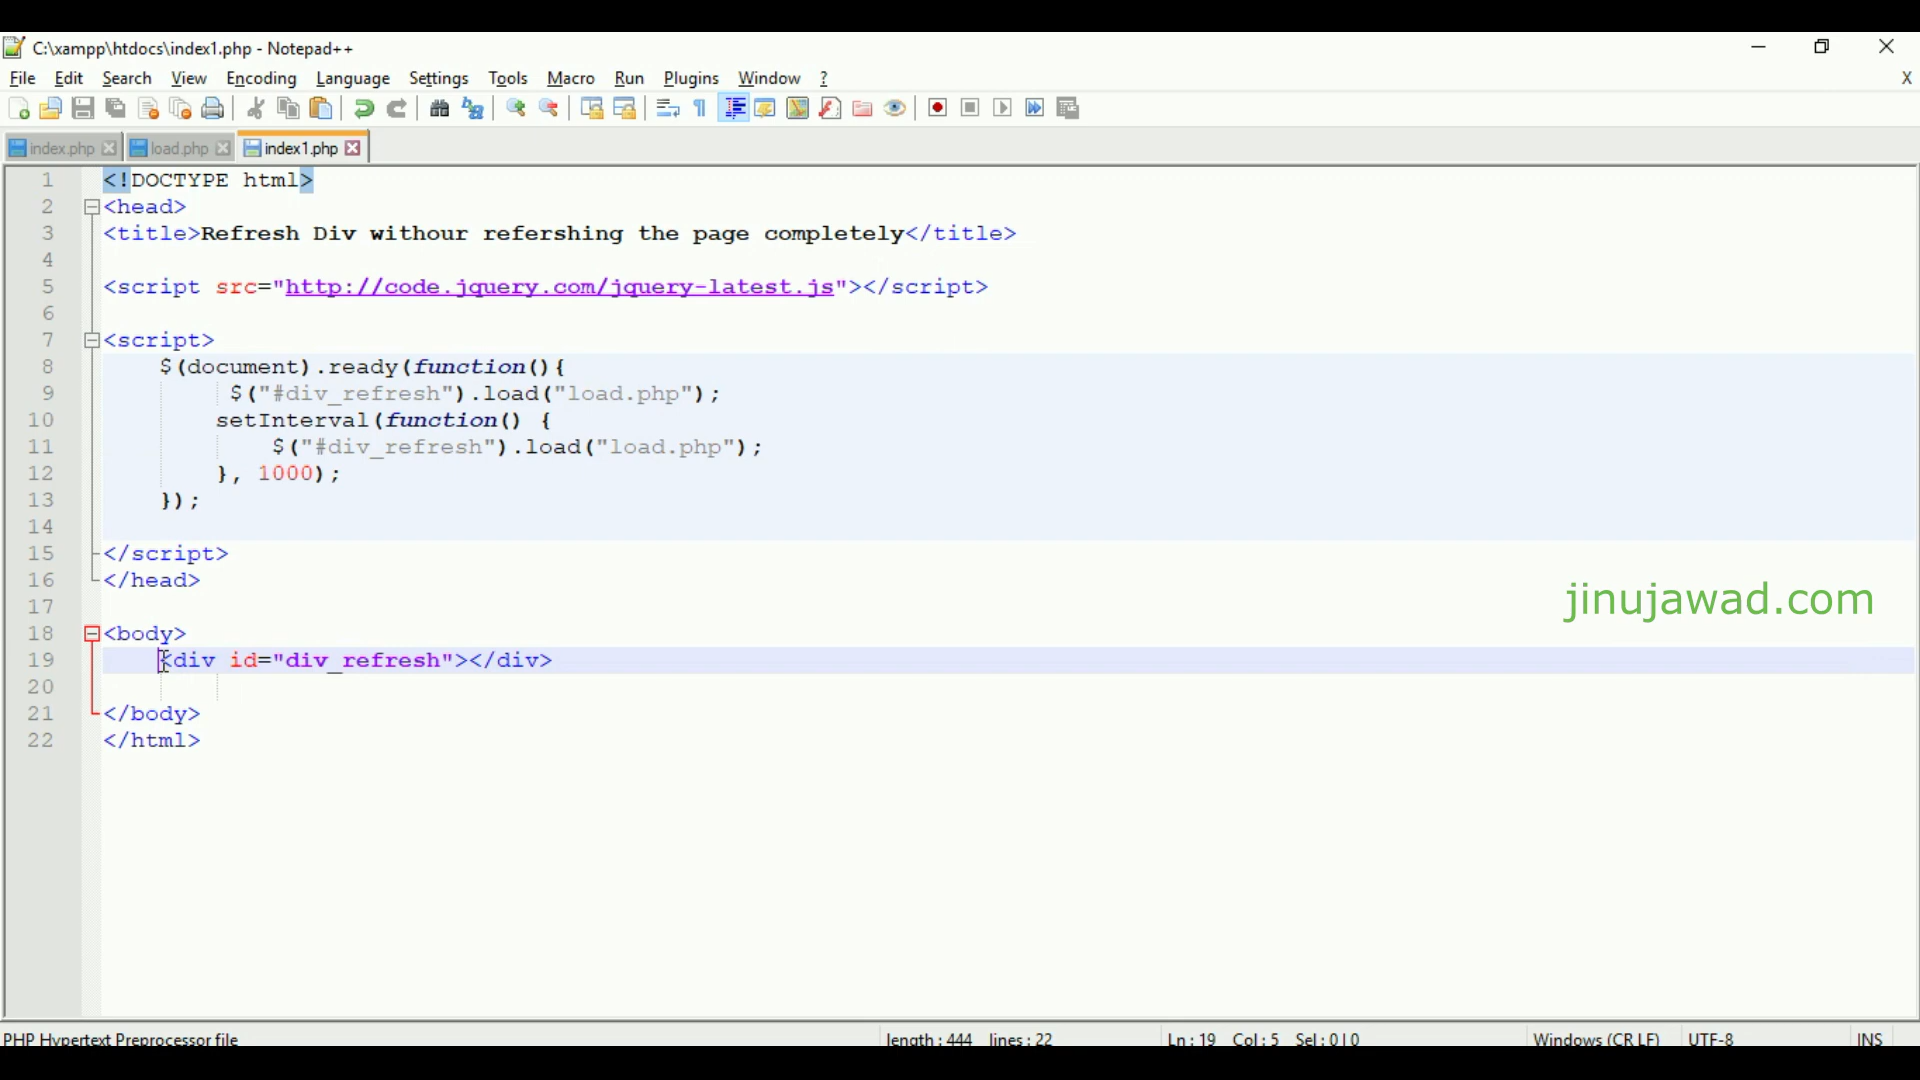 C:\xampp\htdocs\index1.php - Notepad++
File Edit Search View Encoding Language Settings Tools Macro Run Plugins Window ? X
index.php load.php index1.php
1 <!DOCTYPE html>
2 <head>
3 <title>Refresh Div withour refershing the page completely</title>
4
5 <script src="http://code.jquery.com/jquery-latest.js"></script>
6
7 <script>
8 $(document).ready(function(){
9 $("#div_refresh").load("load.php");
10 setInterval(function() {
11 $("#div_refresh").load("load.php");
12 }, 1000);
13 });
14
15 </script>
16 </head>
17
18 <body>
19 <div id="div_refresh"></div>
20
21 </body>
22 </html>
jinujawad.com
PHP Hypertext Preprocessor file length : 444 lines : 22 Ln : 19 Col : 5 Sel : 0 | 0 Windows (CR LF) UTF-8 INS